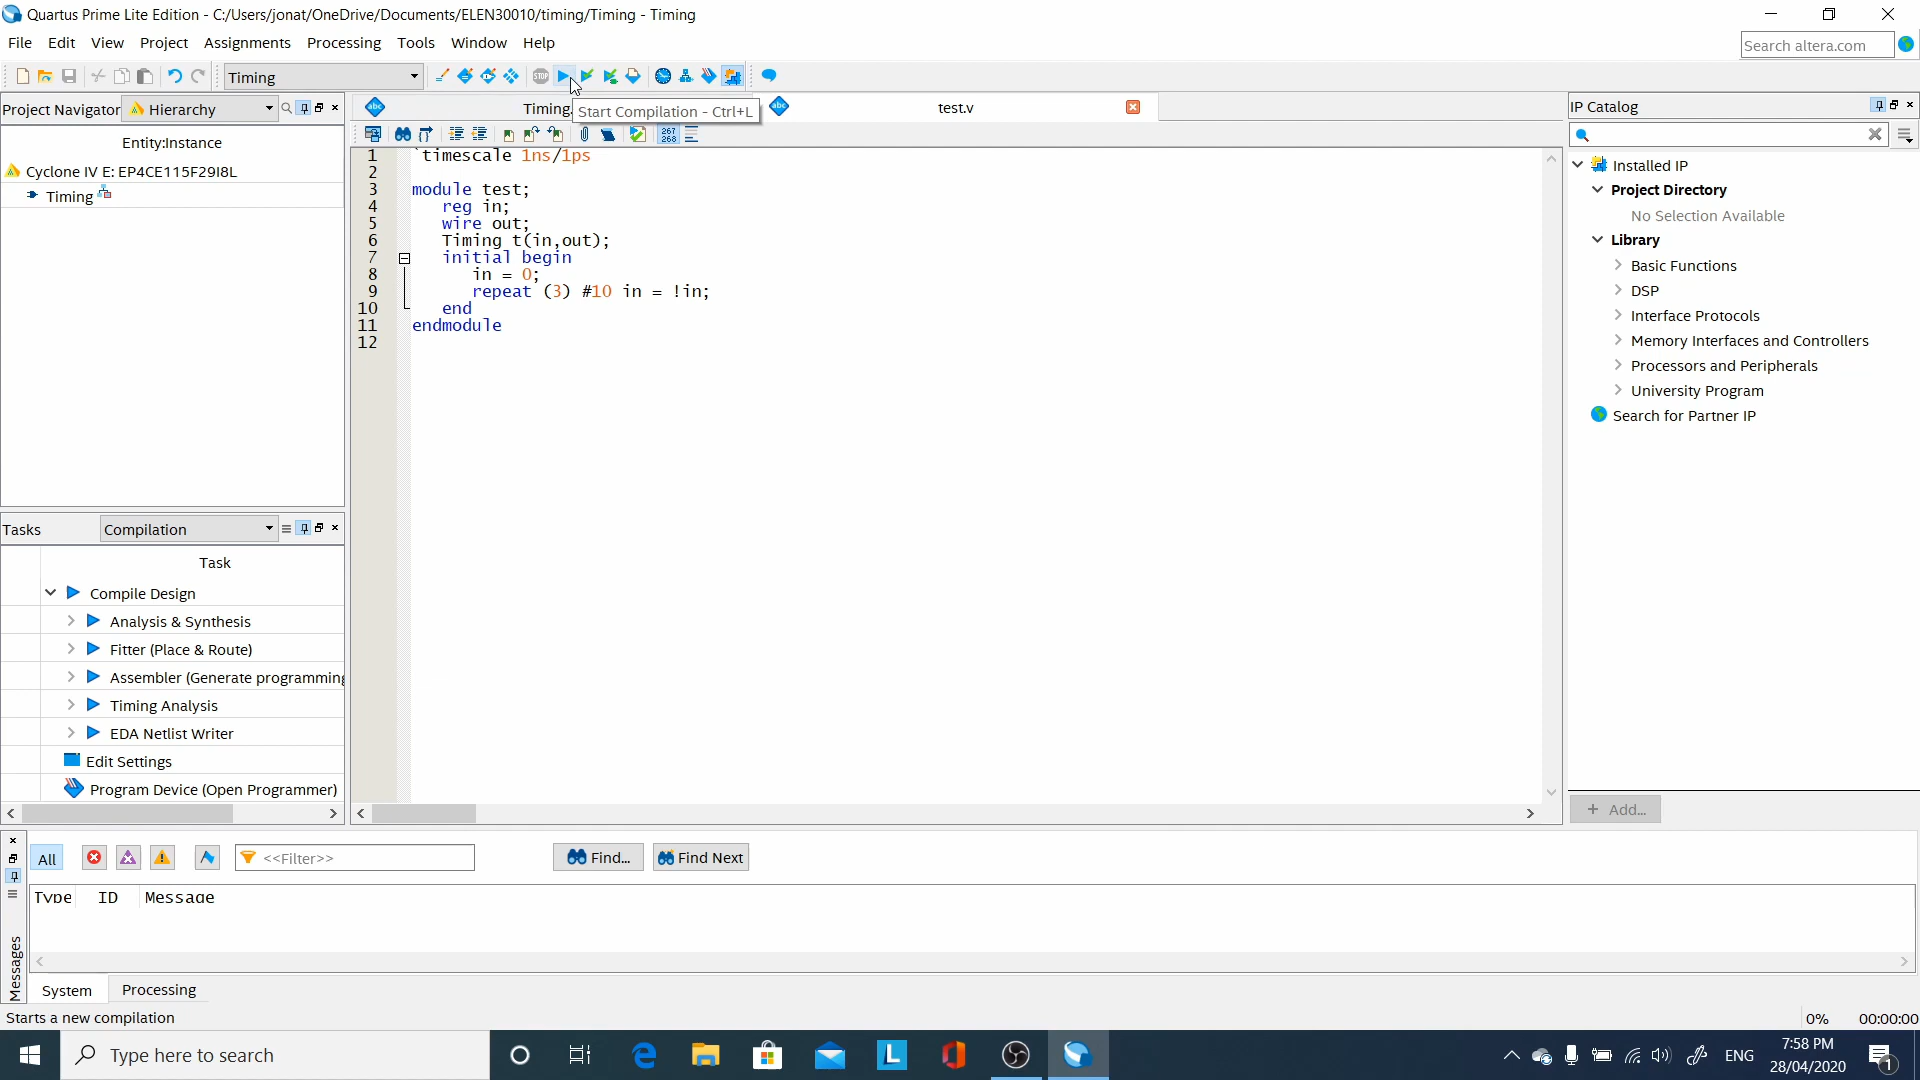 Quartus Prime Lite Edition - C:/Users/jonat/OneDrive/Documents/ELEN30010/timing/Timing - Timing
File Edit View Project Assignments Processing Tools Window Help
Search altera.com
Timing
Project Navigator Hierarchy
Timing.
test.v
IP Catalog
Start Compilation - Ctrl+L
Entity:Instance
Cyclone IV E: EP4CE115F29I8L
Timing
267
268
1 `timescale 1ns/1ps
2
3 module test;
4 reg in;
5 wire out;
6 Timing t(in,out);
7 initial begin
8 in = 0;
9 repeat (3) #10 in = !in;
10 end
11 endmodule
12
Installed IP
Project Directory
No Selection Available
Library
Basic Functions
DSP
Interface Protocols
Memory Interfaces and Controllers
Processors and Peripherals
University Program
Search for Partner IP
+ Add...
Tasks Compilation
Task
Compile Design
Analysis & Synthesis
Fitter (Place & Route)
Assembler (Generate programming
Timing Analysis
EDA Netlist Writer
Edit Settings
Program Device (Open Programmer)
All <<Filter>> Find... Find Next
Type ID Message
Messages
System Processing
Starts a new compilation
0% 00:00:00
Type here to search
ENG
7:58 PM
28/04/2020
1